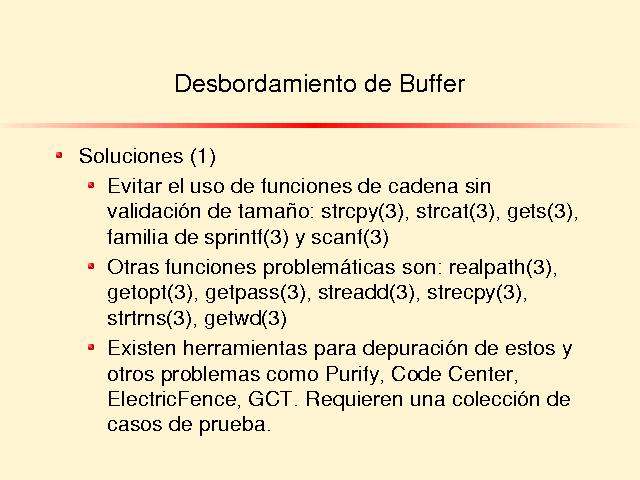 Desbordamiento de Buffer
Soluciones (1)
Evitar el uso de funciones de cadena sin
validación de tamaño: strcpy(3), strcat(3), gets(3),
familia de sprintf(3) y scanf(3)
Otras funciones problemáticas son: realpath(3),
getopt(3), getpass(3), streadd(3), strecpy(3),
strtrns(3), getwd(3)
Existen herramientas para depuración de estos y
otros problemas como Purify, Code Center,
ElectricFence, GCT. Requieren una colección de
casos de prueba.